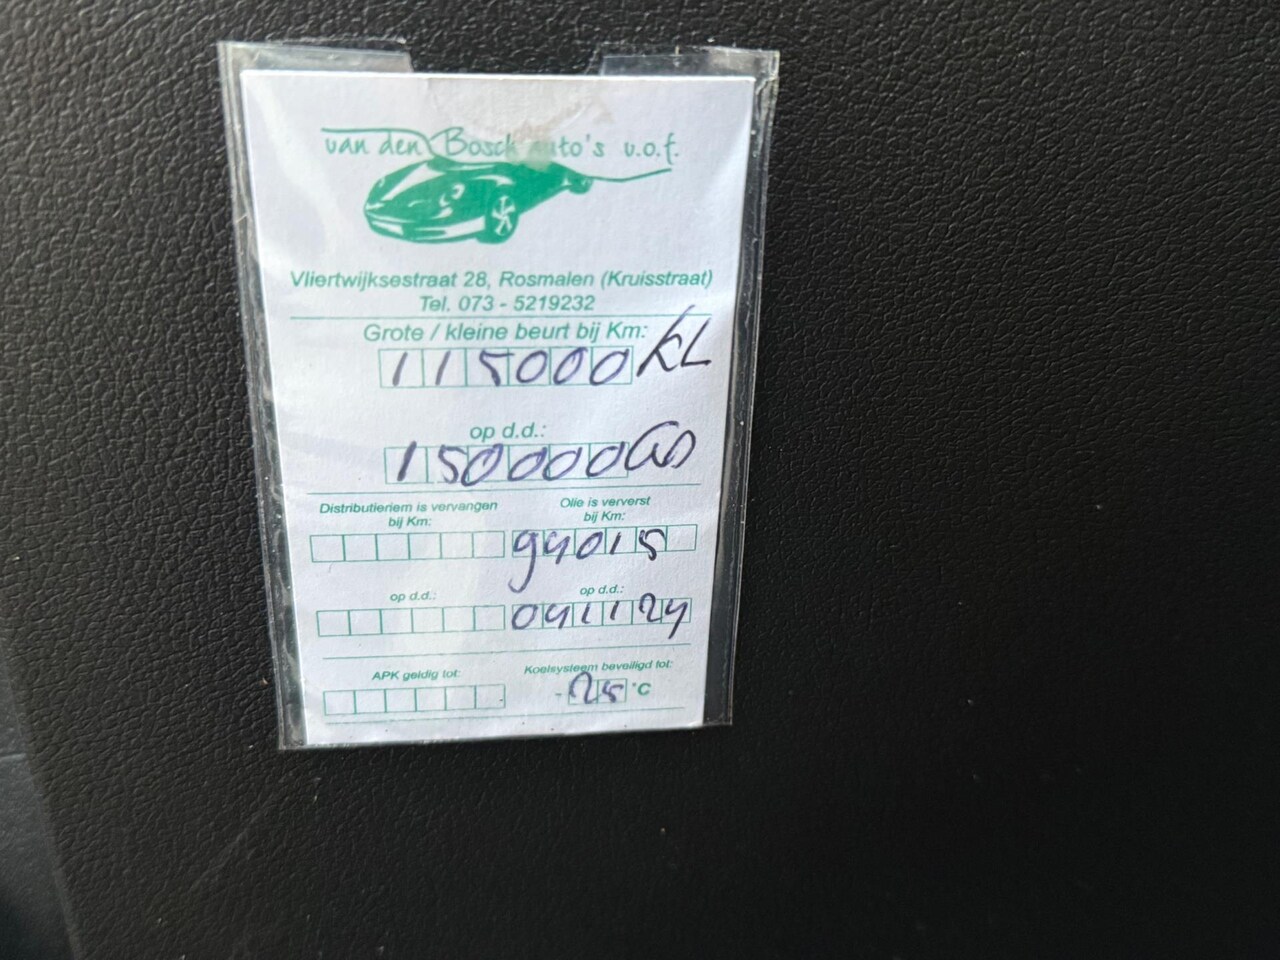 van den Bosch auto's v.o.f.
Vliertwijksestraat 28, Rosmalen (Kruisstraat)
Tel. 073 - 5219232
Grote / kleine beurt bij Km:
115000 KL
op d.d.:
150000
Distributieriem is vervangen bij Km:
Olie is ververst bij Km:
94015
op d.d.:
op d.d.:
041124
APK geldig tot:
Koelsysteem beveiligd tot:
-25 °C